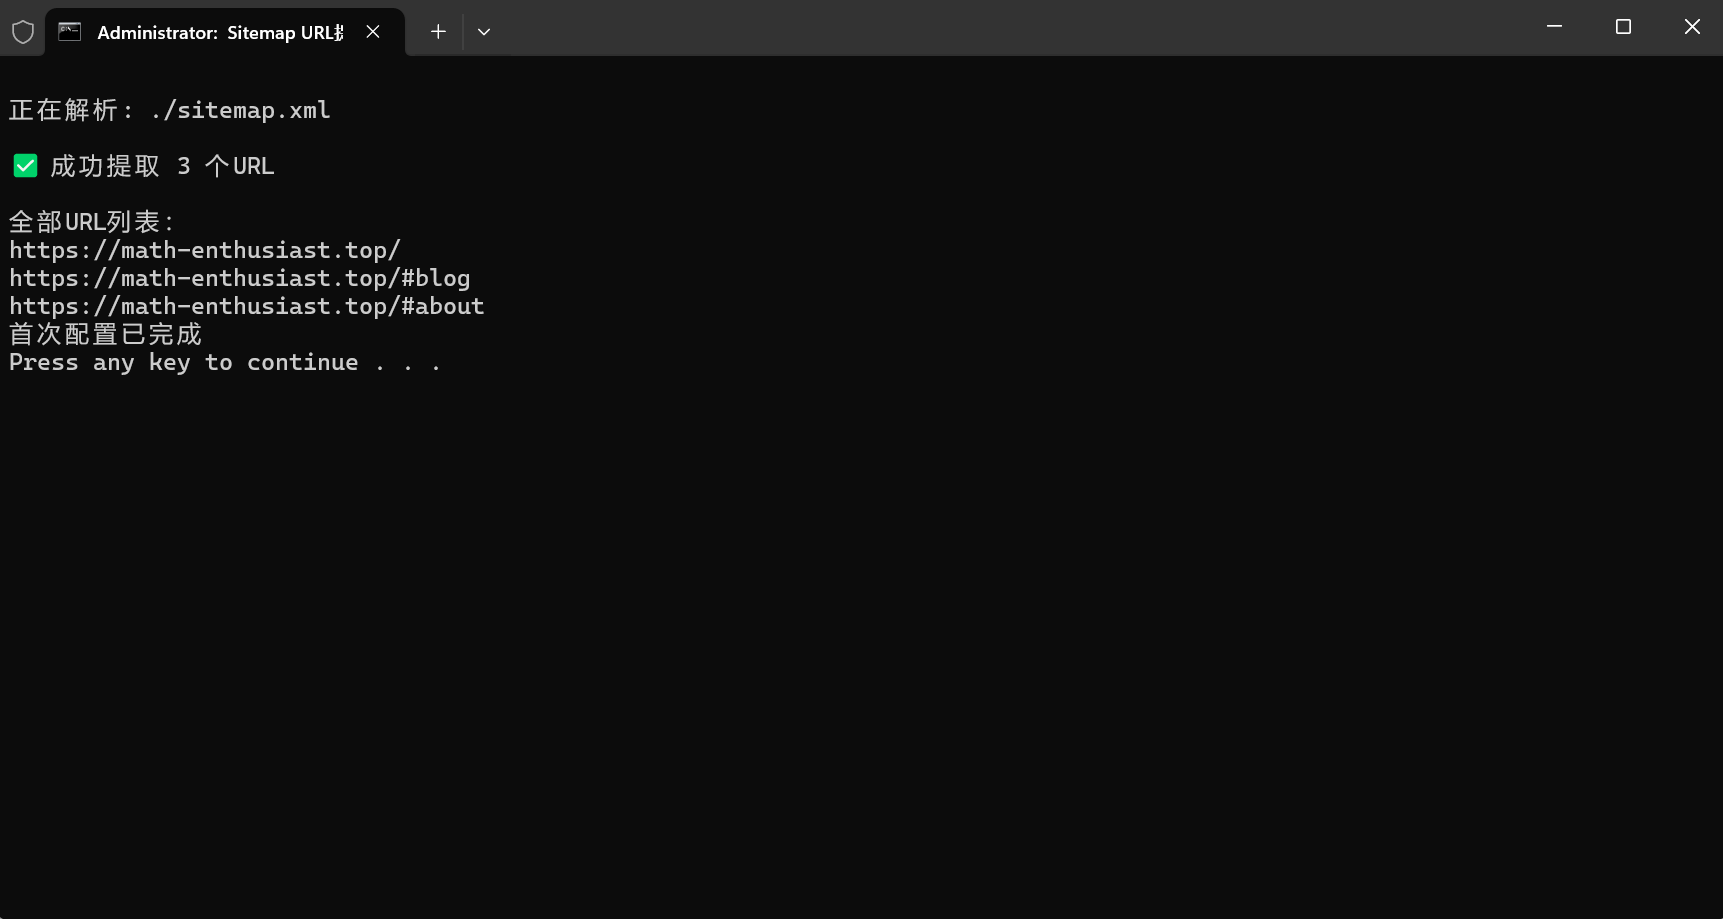 Administrator: Sitemap URL
正在解析: ./sitemap.xml
✅ 成功提取 3 个URL
全部URL列表:
https://math-enthusiast.top/
https://math-enthusiast.top/#blog
https://math-enthusiast.top/#about
首次配置已完成
Press any key to continue . . .